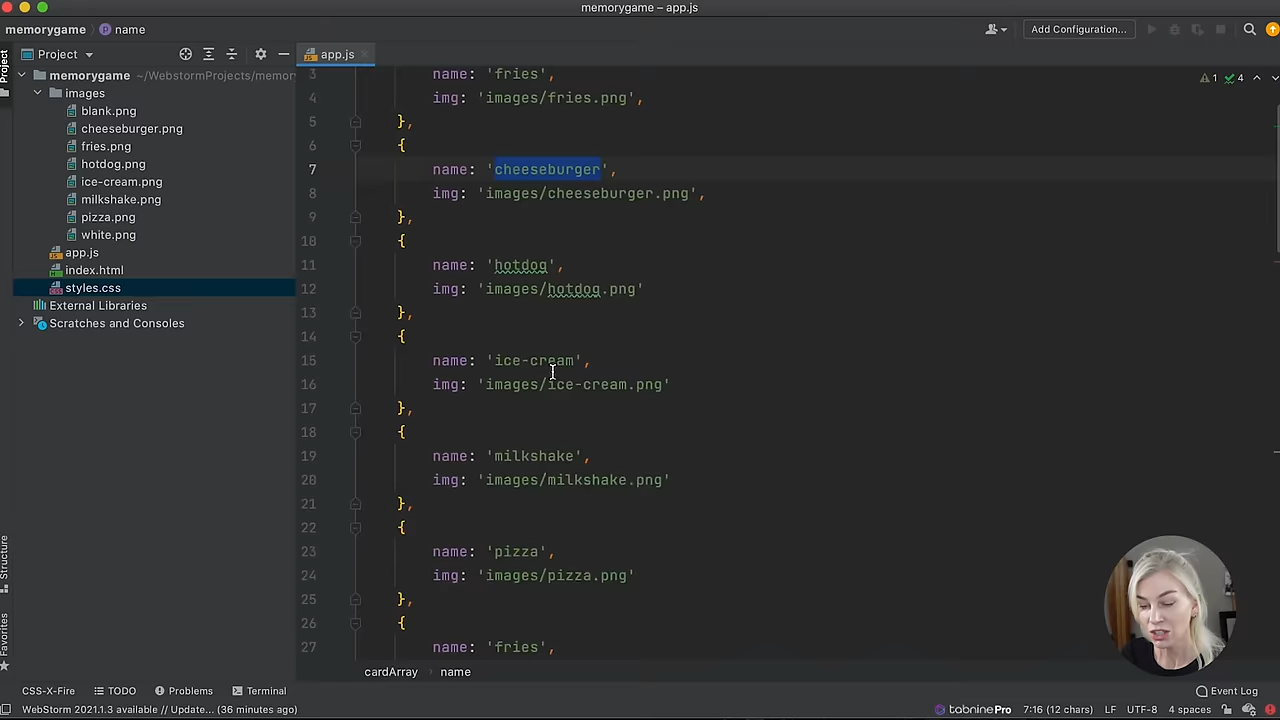 memorygame – app.js
memorygame
name
Add Configuration...
Project
Project
app.js
memorygame ~/WebstormProjects/memor
images
blank.png
cheeseburger.png
fries.png
hotdog.png
ice-cream.png
milkshake.png
pizza.png
white.png
app.js
index.html
styles.css
External Libraries
Scratches and Consoles
Structure
Favorites
1 4
3 name: 'fries',
4 img: 'images/fries.png',
5 },
6 {
7 name: 'cheeseburger',
8 img: 'images/cheeseburger.png',
9 },
10 {
11 name: 'hotdog',
12 img: 'images/hotdog.png'
13 },
14 {
15 name: 'ice-cream',
16 img: 'images/ice-cream.png'
17 },
18 {
19 name: 'milkshake',
20 img: 'images/milkshake.png'
21 },
22 {
23 name: 'pizza',
24 img: 'images/pizza.png'
25 },
26 {
27 name: 'fries',
cardArray name
CSS-X-Fire TODO Problems Terminal Event Log
WebStorm 2021.1.3 available // Update... (36 minutes ago) tabnine Pro 7:16 (12 chars) LF UTF-8 4 spaces